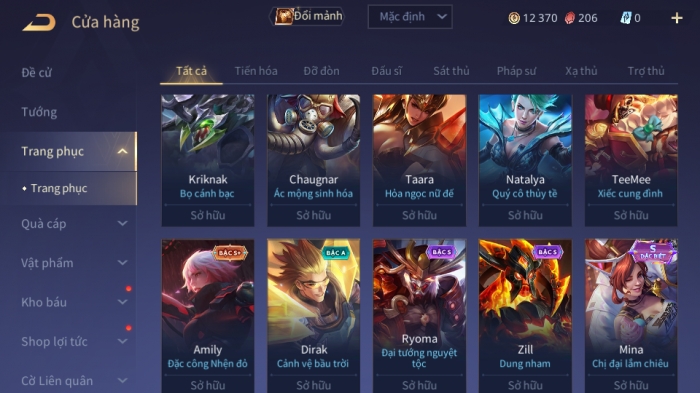 Cửa hàng
Đổi mảnh
Mặc định
12 370
206
0
Đề cử
Tướng
Trang phục
Trang phục
Quà cáp
Vật phẩm
Kho báu
Shop lợi tức
Cờ Liên quân
Tất cả Tiến hóa Đỡ đòn Đấu sĩ Sát thủ Pháp sư Xạ thủ Trợ thủ
Kriknak
Bọ cánh bạc
Sở hữu
Chaugnar
Ác mộng sinh hóa
Sở hữu
Taara
Hỏa ngọc nữ đế
Sở hữu
Natalya
Quý cô thủy tề
Sở hữu
TeeMee
Xiếc cung đình
Sở hữu
BẬC S+
Amily
Đặc công Nhện đỏ
Sở hữu
BẬC A
Dirak
Cảnh vệ bầu trời
Sở hữu
BẬC S
Ryoma
Đại tướng nguyệt
tộc
Sở hữu
BẬC S
Zill
Dung nham
Sở hữu
S
ĐẶC BIỆT
Mina
Chị đại lắm chiêu
Sở hữu